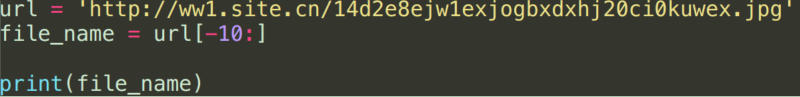 url = 'http://ww1.site.cn/14d2e8ejw1exjogbxdxhj20ci0kuwex.jpg'
file_name = url[-10:]
print(file_name)